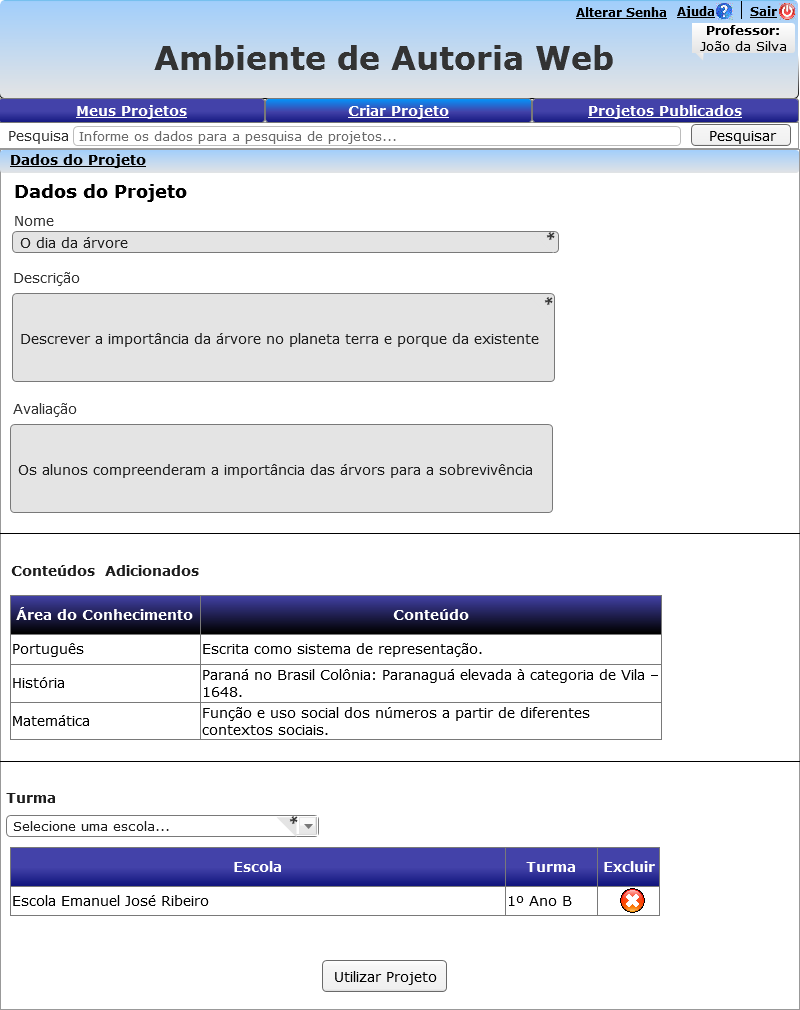 Alterar Senha Ajuda? Sair
Professor:
João da Silva
Ambiente de Autoria Web
Meus Projetos Criar Projeto Projetos Publicados
Pesquisa Informe os dados para a pesquisa de projetos... Pesquisar
Dados do Projeto
Dados do Projeto
Nome
O dia da árvore *
Descrição
*
Descrever a importância da árvore no planeta terra e porque da existente
Avaliação
Os alunos compreenderam a importância das árvors para a sobrevivência
Conteúdos Adicionados
Área do Conhecimento Conteúdo
Português Escrita como sistema de representação.
História Paraná no Brasil Colônia: Paranaguá elevada à categoria de Vila –
1648.
Matemática Função e uso social dos números a partir de diferentes
contextos sociais.
Turma
Selecione uma escola... *
Escola Turma Excluir
Escola Emanuel José Ribeiro 1º Ano B
Utilizar Projeto